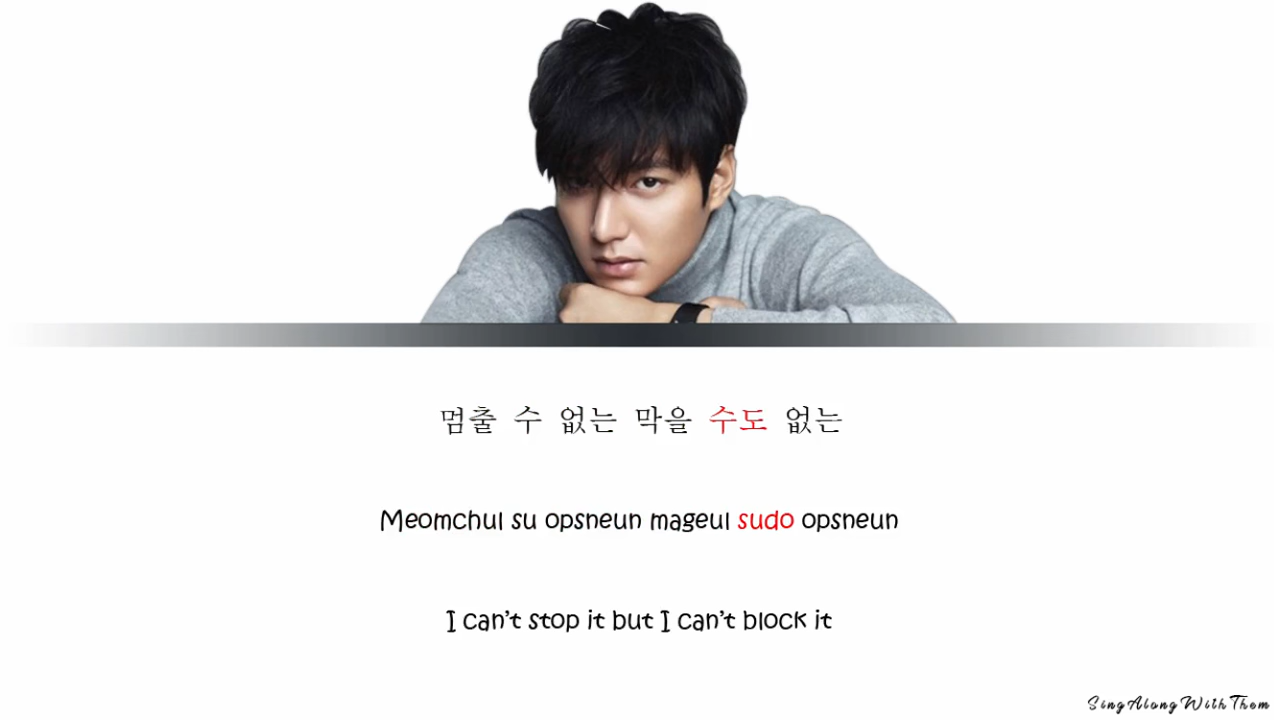 멈출 수 없는 막을 수도 없는
Meomchul su opsneun mageul sudo opsneun
I can't stop it but I can't block it
SingAlongWithThem